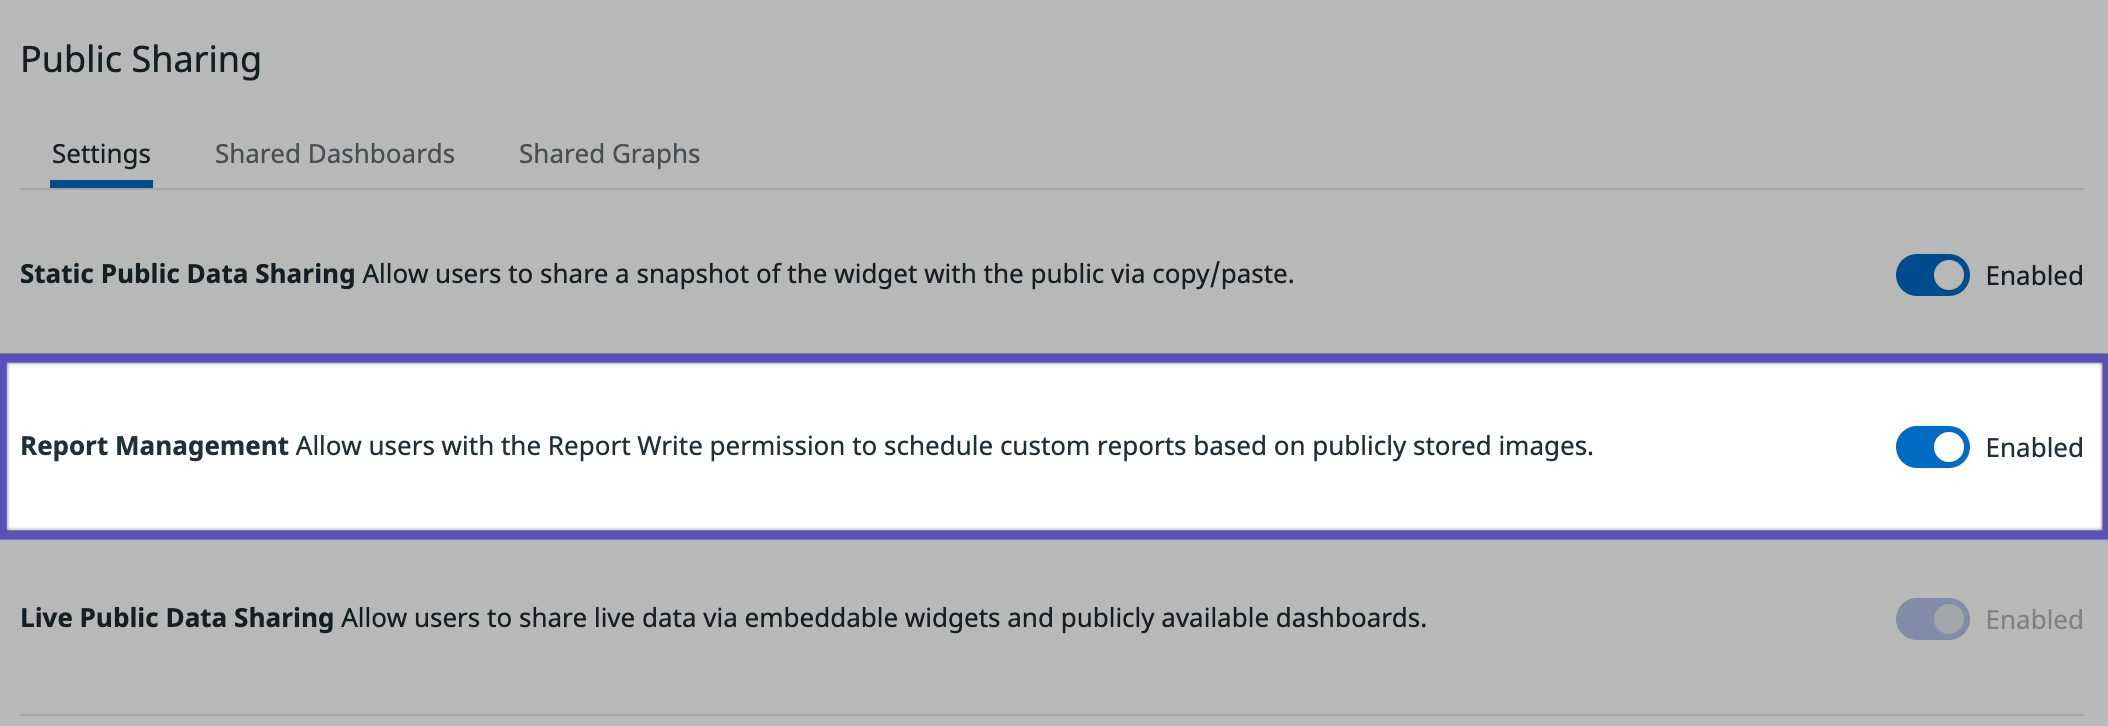 Public Sharing
Settings Shared Dashboards Shared Graphs
Static Public Data Sharing Allow users to share a snapshot of the widget with the public via copy/paste. Enabled
Report Management Allow users with the Report Write permission to schedule custom reports based on publicly stored images. Enabled
Live Public Data Sharing Allow users to share live data via embeddable widgets and publicly available dashboards. Enabled